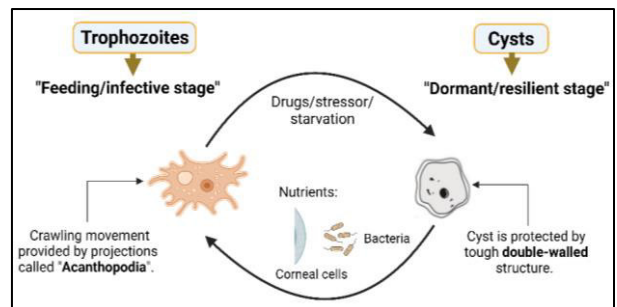 Trophozoites
Cysts
"Feeding/infective stage"
"Dormant/resilient stage"
Drugs/stressor/
starvation
Nutrients:
Bacteria
Corneal cells
Crawling movement
provided by projections
called "Acanthopodia".
Cyst is protected by
tough double-walled
structure.